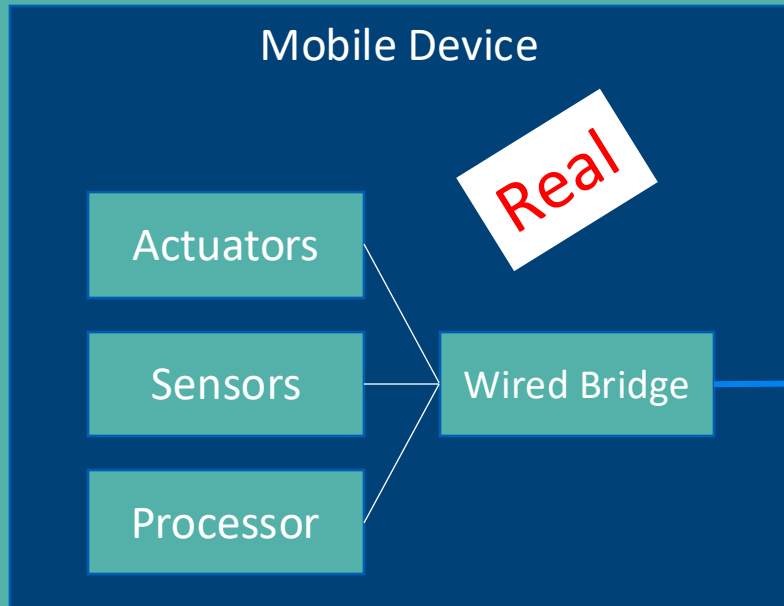 Mobile Device
Real
Actuators
Sensors
Wired Bridge
Processor